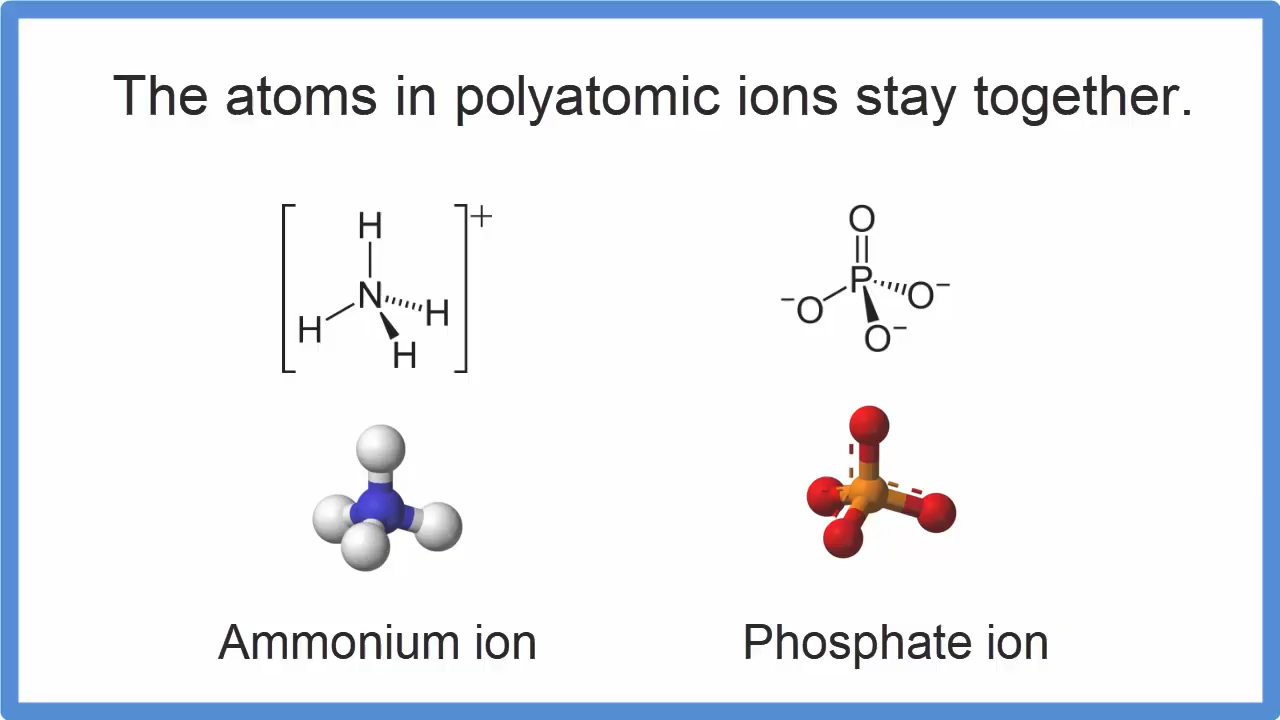 The atoms in polyatomic ions stay together.
H
N
H
H
H
+
O
P
⁻O
O⁻
O⁻
Ammonium ion
Phosphate ion